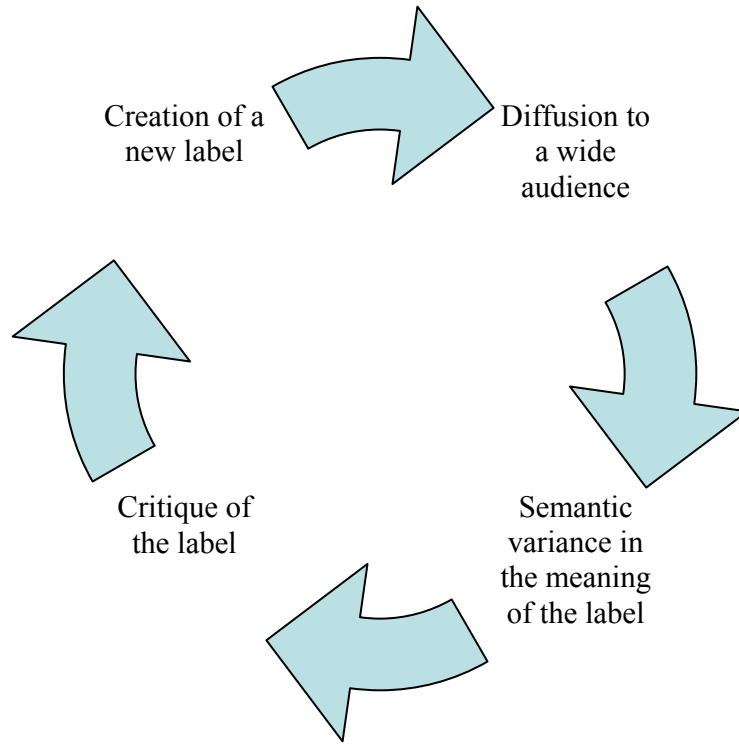 Creation of a
new label
Diffusion to
a wide
audience
Semantic
variance in
the meaning
of the label
Critique of
the label